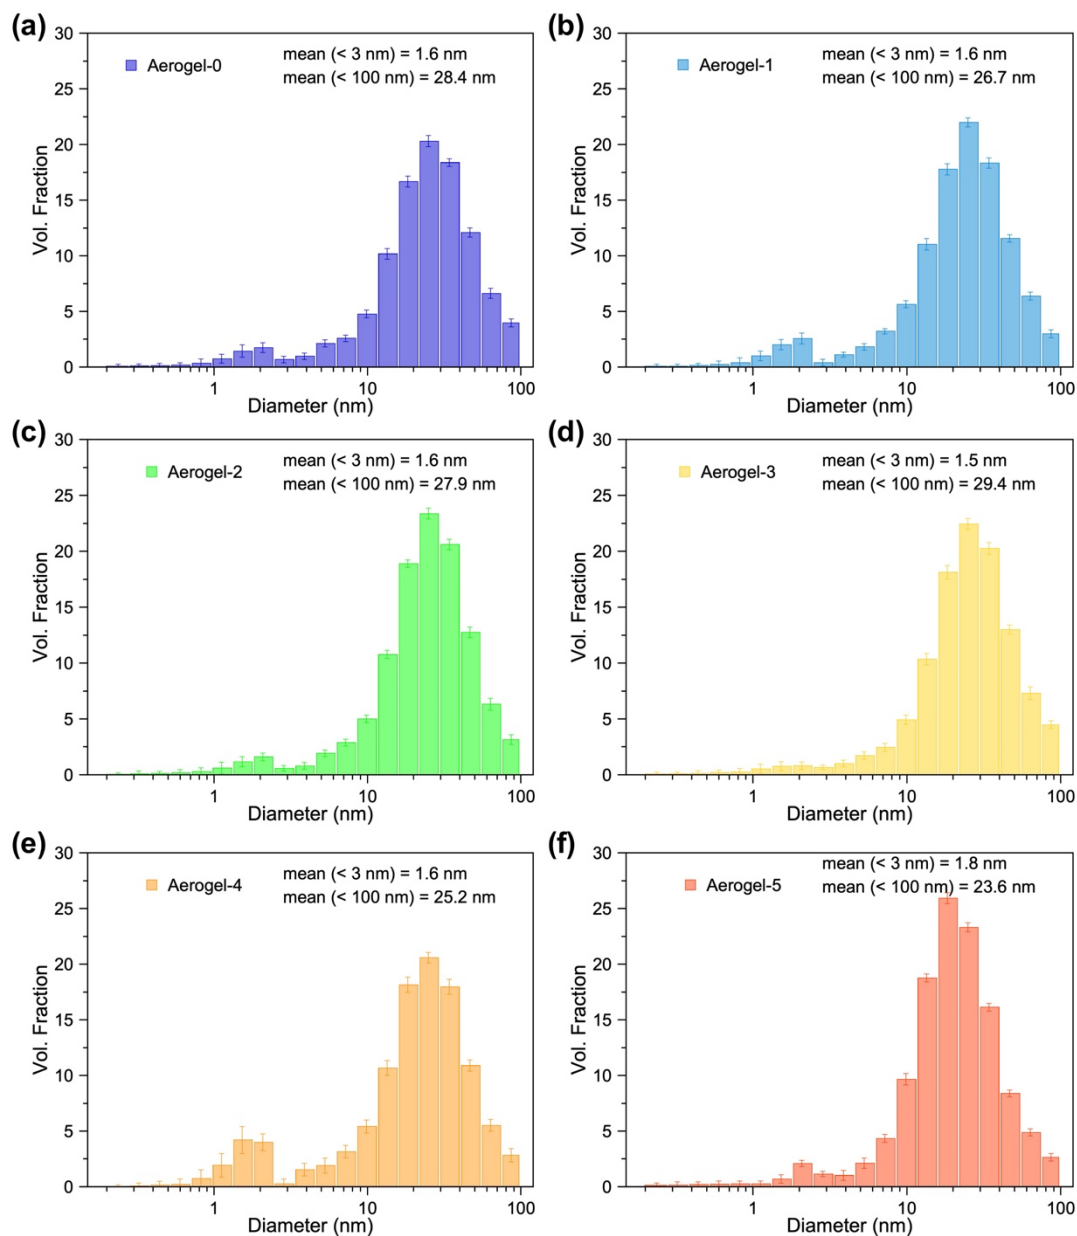 (a)
30
25
20
15
10
5
0
Vol. Fraction
Aerogel-0
mean (< 3 nm) = 1.6 nm
mean (< 100 nm) = 28.4 nm
1
10
100
Diameter (nm)
(b)
30
25
20
15
10
5
0
Vol. Fraction
Aerogel-1
mean (< 3 nm) = 1.6 nm
mean (< 100 nm) = 26.7 nm
1
10
100
Diameter (nm)
(c)
30
25
20
15
10
5
0
Vol. Fraction
Aerogel-2
mean (< 3 nm) = 1.6 nm
mean (< 100 nm) = 27.9 nm
1
10
100
Diameter (nm)
(d)
30
25
20
15
10
5
0
Vol. Fraction
Aerogel-3
mean (< 3 nm) = 1.5 nm
mean (< 100 nm) = 29.4 nm
1
10
100
Diameter (nm)
(e)
30
25
20
15
10
5
0
Vol. Fraction
Aerogel-4
mean (< 3 nm) = 1.6 nm
mean (< 100 nm) = 25.2 nm
1
10
100
Diameter (nm)
(f)
30
25
20
15
10
5
0
Vol. Fraction
Aerogel-5
mean (< 3 nm) = 1.8 nm
mean (< 100 nm) = 23.6 nm
1
10
100
Diameter (nm)